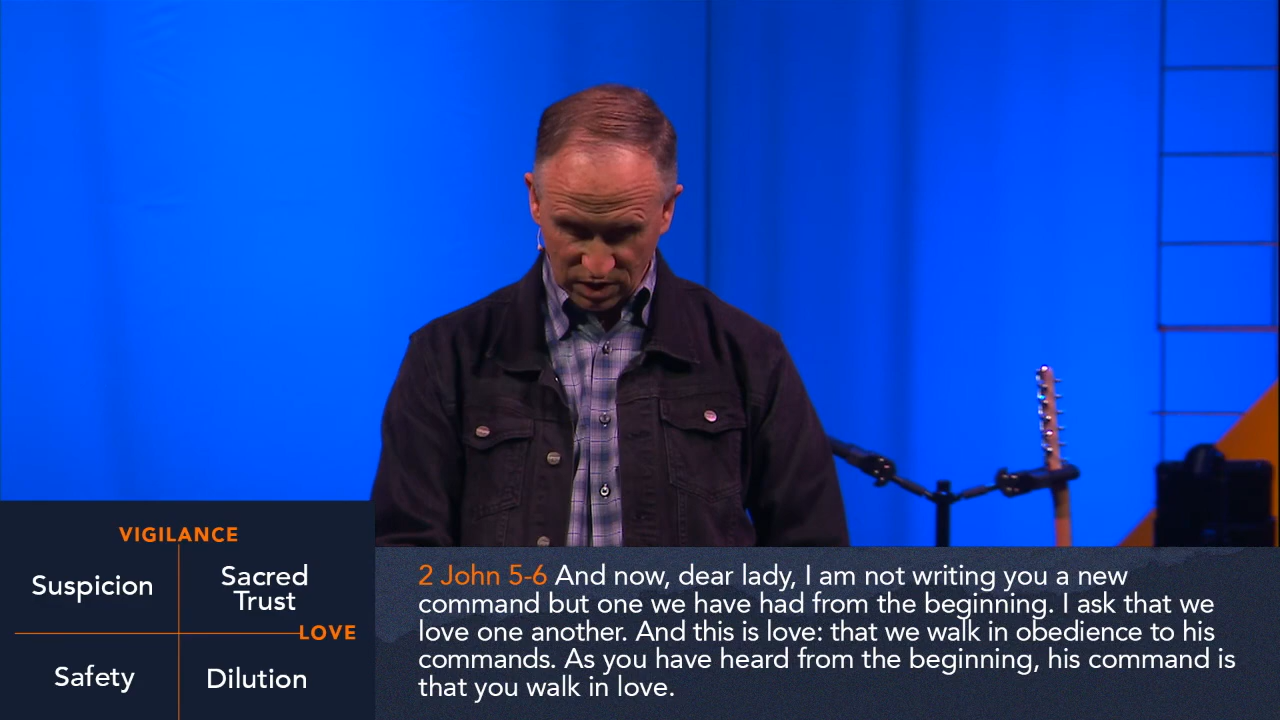 VIGILANCE
Suspicion
Sacred
Trust
LOVE
Safety
Dilution
2 John 5-6 And now, dear lady, I am not writing you a new
command but one we have had from the beginning. I ask that we
love one another. And this is love: that we walk in obedience to his
commands. As you have heard from the beginning, his command is
that you walk in love.